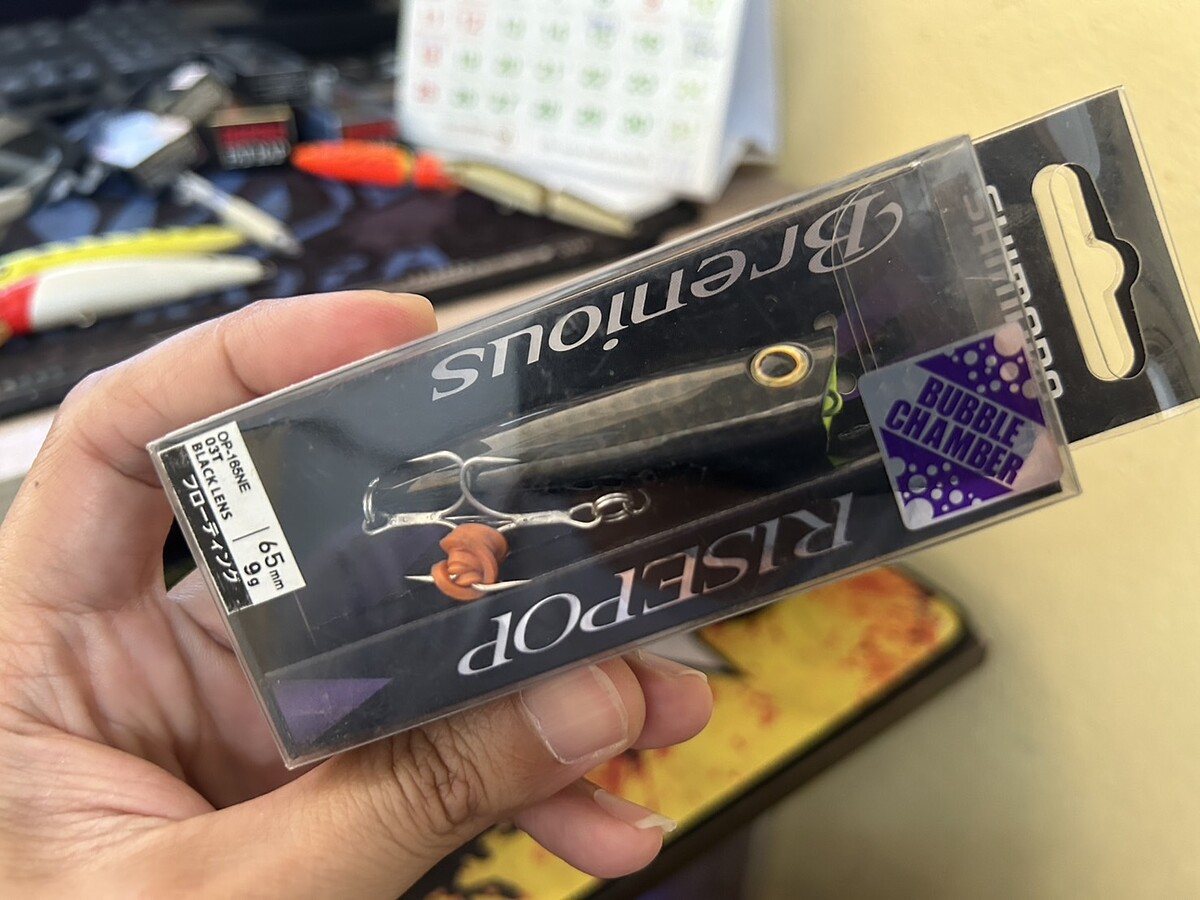 SHIMANO
Brenious
BUBBLE
CHAMBER
RISEPOP
OP-165NE
03T
BLACK LENS
65mm
9g
フローティング